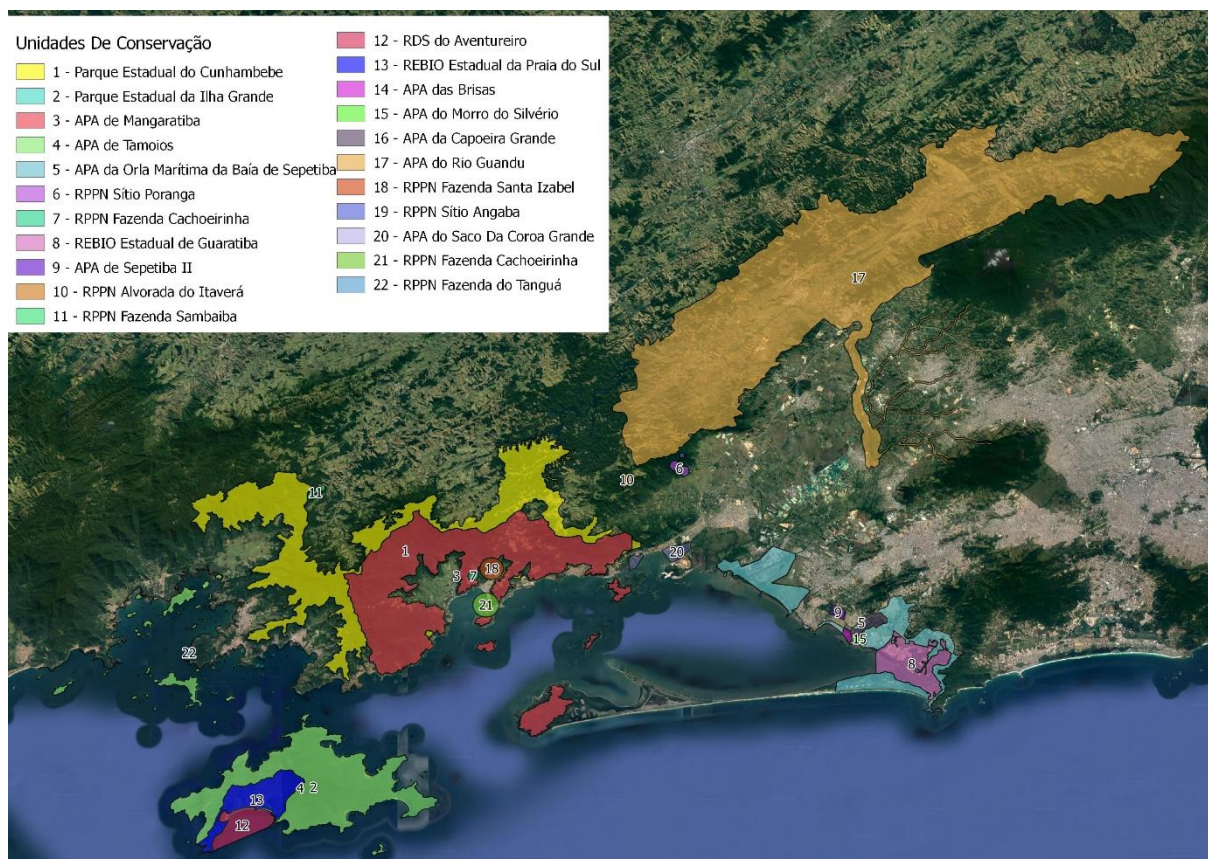 Unidades De Conservação
1 - Parque Estadual do Cunhambebe
2 - Parque Estadual da Ilha Grande
3 - APA de Mangaratiba
4 - APA de Tamoios
5 - APA da Orla Marítima da Baía de Sepetiba
6 - RPPN Sítio Poranga
7 - RPPN Fazenda Cachoeirinha
8 - REBIO Estadual de Guaratiba
9 - APA de Sepetiba II
10 - RPPN Alvorada do Itaverá
11 - RPPN Fazenda Sambaiba
12 - RDS do Aventureiro
13 - REBIO Estadual da Praia do Sul
14 - APA das Brisas
15 - APA do Morro do Silvério
16 - APA da Capoeira Grande
17 - APA do Rio Guandu
18 - RPPN Fazenda Santa Izabel
19 - RPPN Sítio Angaba
20 - APA do Saco Da Coroa Grande
21 - RPPN Fazenda Cachoeirinha
22 - RPPN Fazenda do Tanguá
17
6
10
11
1
20
3
7
18
21
9
5
15
22
8
4
2
13
12